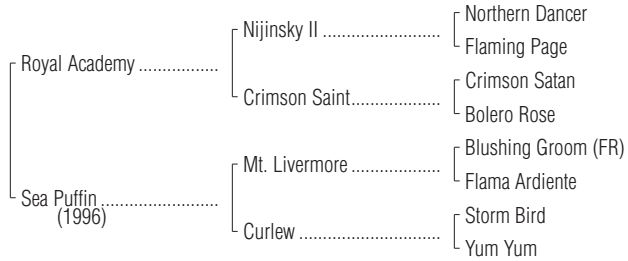 Northern Dancer
Nijinsky II ........................
Flaming Page
Royal Academy ................
Crimson Satan
Crimson Saint..................
Bolero Rose
Blushing Groom (FR)
Mt. Livermore ..................
Flama Ardiente
Sea Puffin ........................
(1996)
Storm Bird
Curlew .............................
Yum Yum